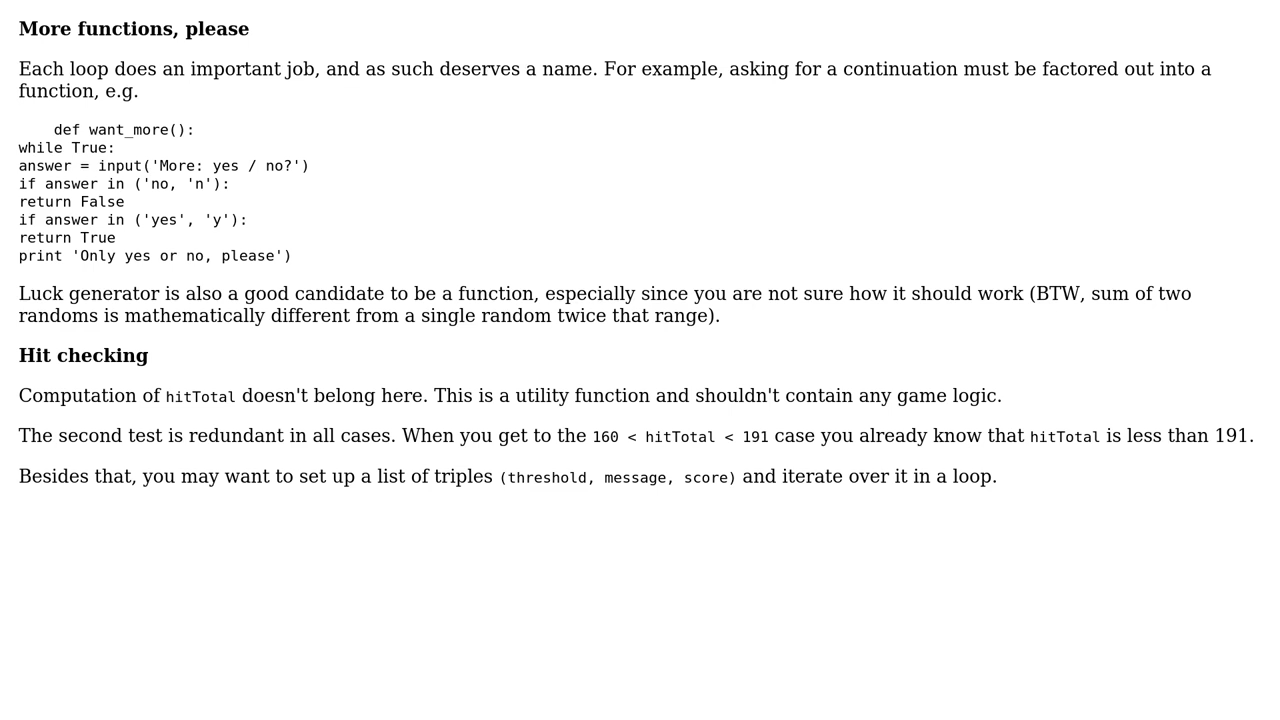 More functions, please
Each loop does an important job, and as such deserves a name. For example, asking for a continuation must be factored out into a
function, e.g.
    def want_more():
while True:
answer = input('More: yes / no?')
if answer in ('no, 'n'):
return False
if answer in ('yes', 'y'):
return True
print 'Only yes or no, please')
Luck generator is also a good candidate to be a function, especially since you are not sure how it should work (BTW, sum of two
randoms is mathematically different from a single random twice that range).
Hit checking
Computation of hitTotal doesn't belong here. This is a utility function and shouldn't contain any game logic.
The second test is redundant in all cases. When you get to the 160 < hitTotal < 191 case you already know that hitTotal is less than 191.
Besides that, you may want to set up a list of triples (threshold, message, score) and iterate over it in a loop.